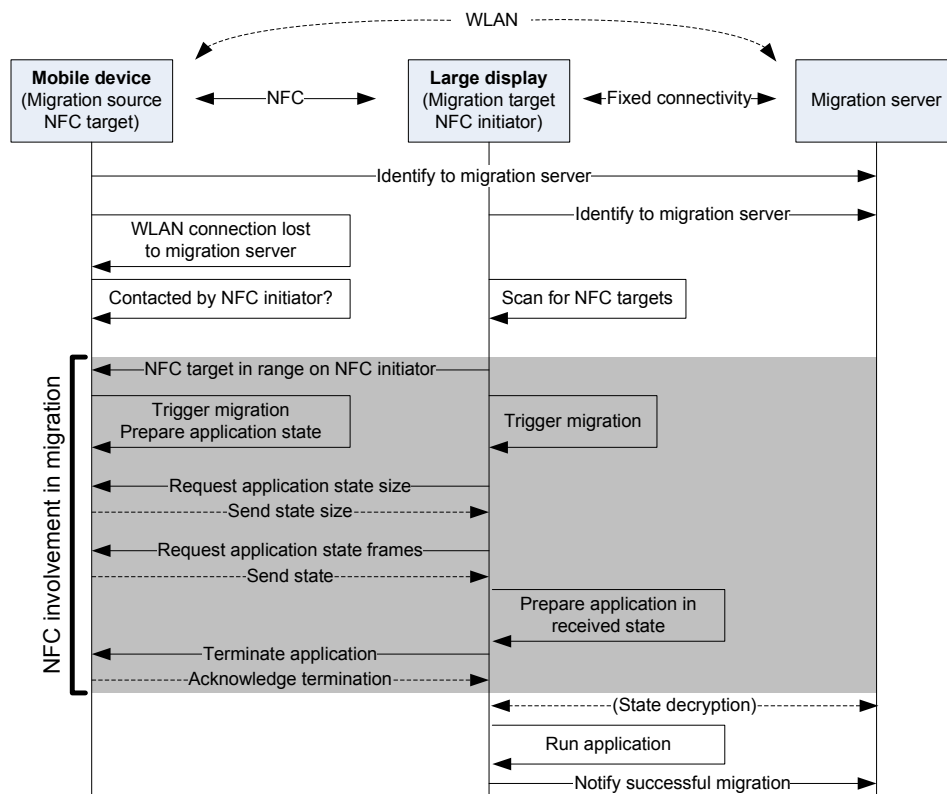 WLAN
Mobile device
(Migration source
NFC target)
NFC
Large display
(Migration target
NFC initiator)
Fixed connectivity
Migration server
Identify to migration server
Identify to migration server
WLAN connection lost
to migration server
Contacted by NFC initiator?
Scan for NFC targets
NFC involvement in migration
NFC target in range on NFC initiator
Trigger migration
Prepare application state
Trigger migration
Request application state size
Send state size
Request application state frames
Send state
Prepare application in
received state
Terminate application
Acknowledge termination
(State decryption)
Run application
Notify successful migration